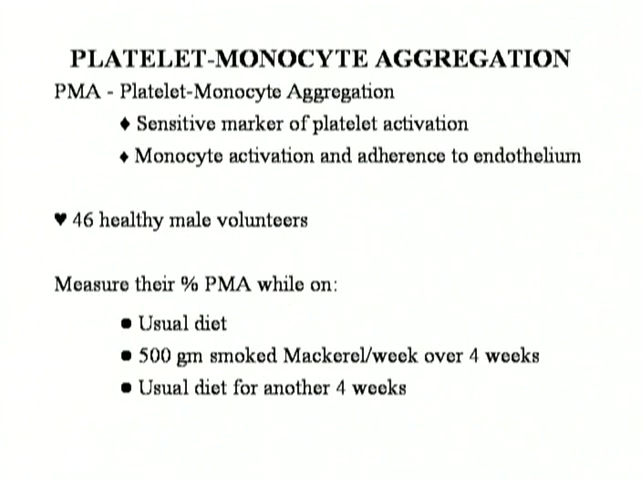 PLATELET-MONOCYTE AGGREGATION
PMA - Platelet-Monocyte Aggregation
♦ Sensitive marker of platelet activation
♦ Monocyte activation and adherence to endothelium
♥ 46 healthy male volunteers
Measure their % PMA while on:
● Usual diet
● 500 gm smoked Mackerel/week over 4 weeks
● Usual diet for another 4 weeks